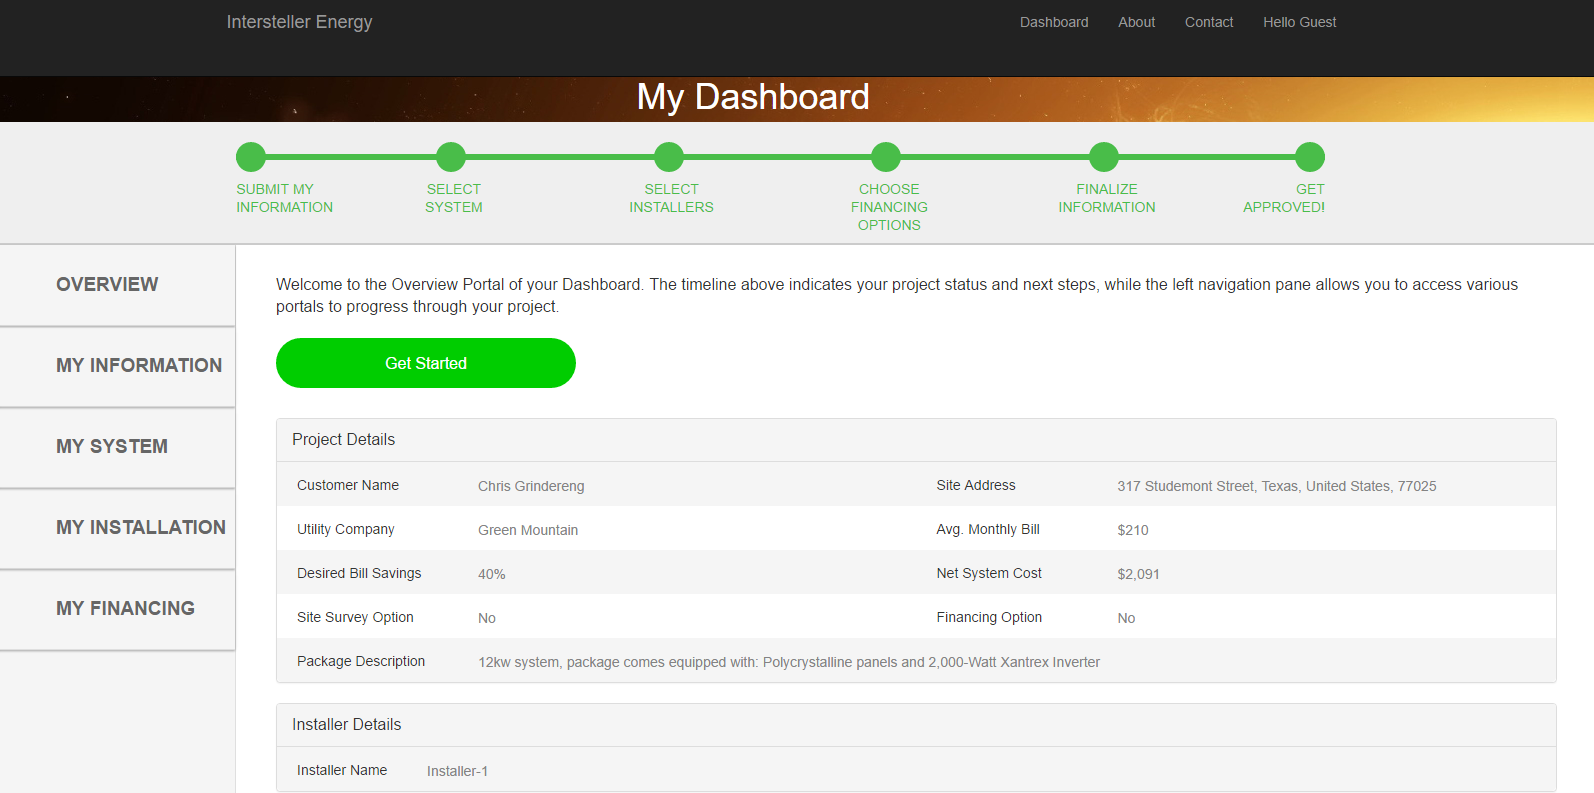 Intersteller Energy
Dashboard About Contact Hello Guest
My Dashboard
SUBMIT MY
INFORMATION
SELECT
SYSTEM
SELECT
INSTALLERS
CHOOSE
FINANCING
OPTIONS
FINALIZE
INFORMATION
GET
APPROVED!
OVERVIEW
MY INFORMATION
MY SYSTEM
MY INSTALLATION
MY FINANCING
Welcome to the Overview Portal of your Dashboard. The timeline above indicates your project status and next steps, while the left navigation pane allows you to access various
portals to progress through your project.
Get Started
Project Details
Customer Name Chris Grindereng Site Address 317 Studemont Street, Texas, United States, 77025
Utility Company Green Mountain Avg. Monthly Bill $210
Desired Bill Savings 40% Net System Cost $2,091
Site Survey Option No Financing Option No
Package Description 12kw system, package comes equipped with: Polycrystalline panels and 2,000-Watt Xantrex Inverter
Installer Details
Installer Name Installer-1